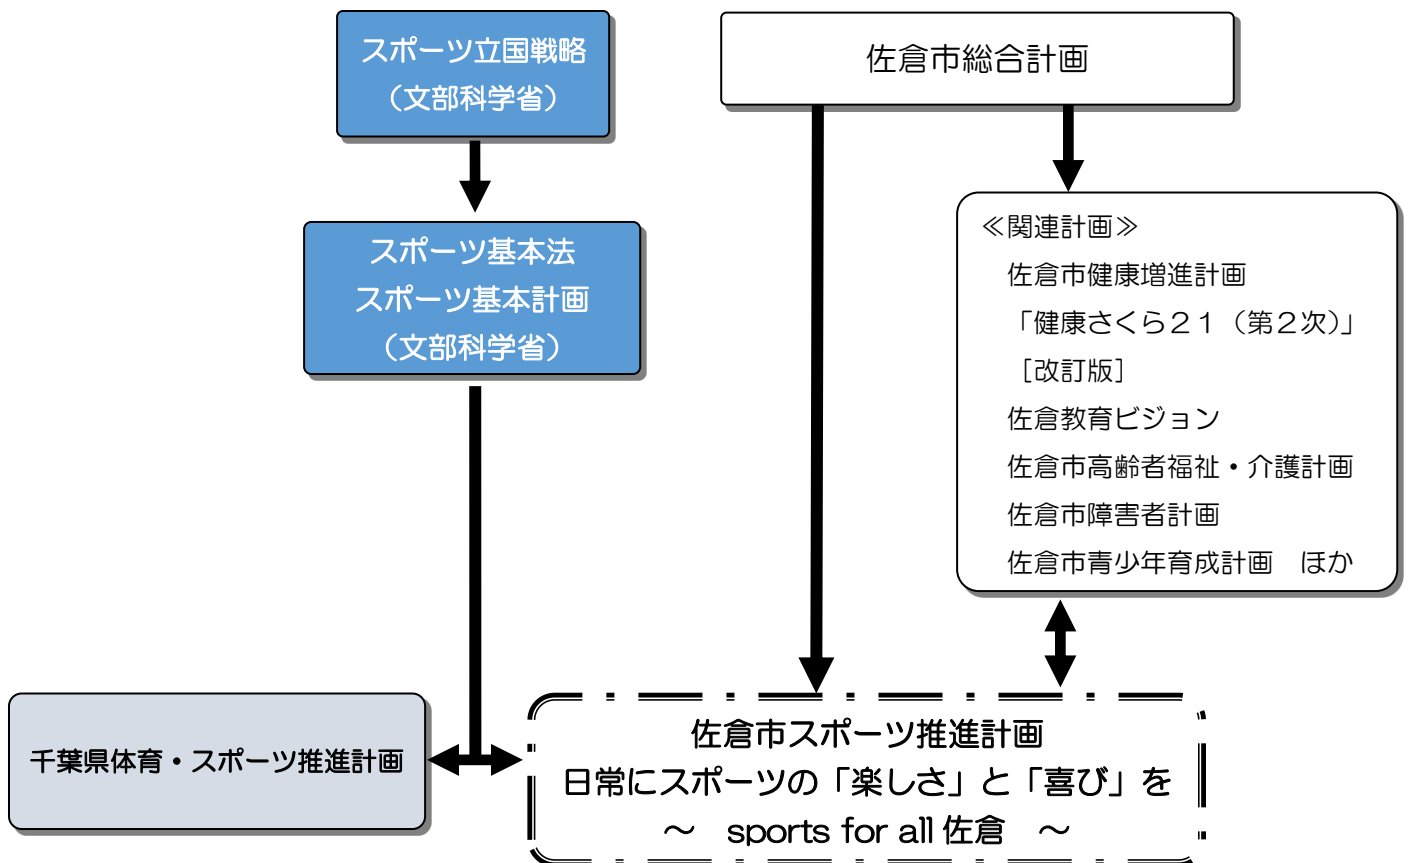 スポーツ立国戦略
（文部科学省）
佐倉市総合計画
スポーツ基本法
スポーツ基本計画
（文部科学省）
≪関連計画≫
佐倉市健康増進計画
「健康さくら２１（第２次）」
［改訂版］
佐倉教育ビジョン
佐倉市高齢者福祉・介護計画
佐倉市障害者計画
佐倉市青少年育成計画　ほか
千葉県体育・スポーツ推進計画
佐倉市スポーツ推進計画
日常にスポーツの「楽しさ」と「喜び」を
～　sports for all 佐倉　～